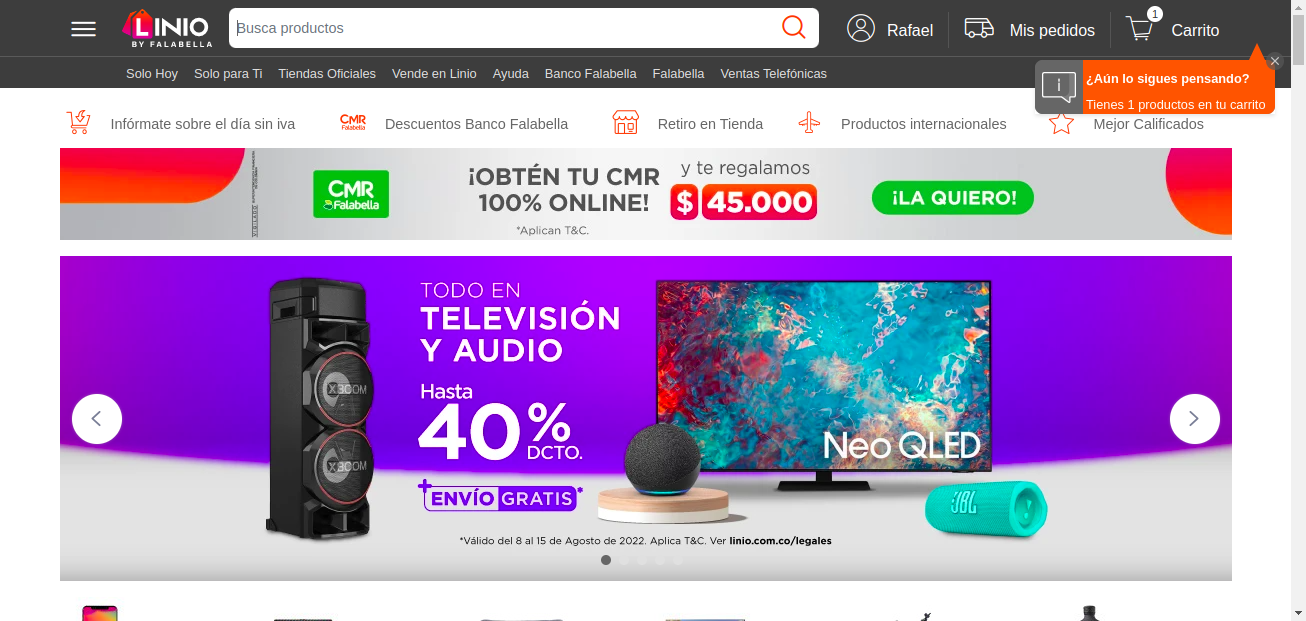 LINIO
BY FALABELLA
Busca productos
Rafael
Mis pedidos
1
Carrito
Solo Hoy
Solo para Ti
Tiendas Oficiales
Vende en Linio
Ayuda
Banco Falabella
Falabella
Ventas Telefónicas
¿Aún lo sigues pensando?
Tienes 1 productos en tu carrito
Infórmate sobre el día sin iva
CMR
Falabella
Descuentos Banco Falabella
Retiro en Tienda
Productos internacionales
Mejor Calificados
VIGILADO
CMR
Falabella
¡OBTÉN TU CMR
100% ONLINE!
*Aplican T&C.
y te regalamos
$ 45.000
¡LA QUIERO!
TODO EN
TELEVISIÓN
Y AUDIO
Hasta
40%
DCTO.
+ENVÍO GRATIS*
XBOOM
XBOOM
Neo QLED
JBL
*Válido del 8 al 15 de Agosto de 2022. Aplica T&C. Ver linio.com.co/legales